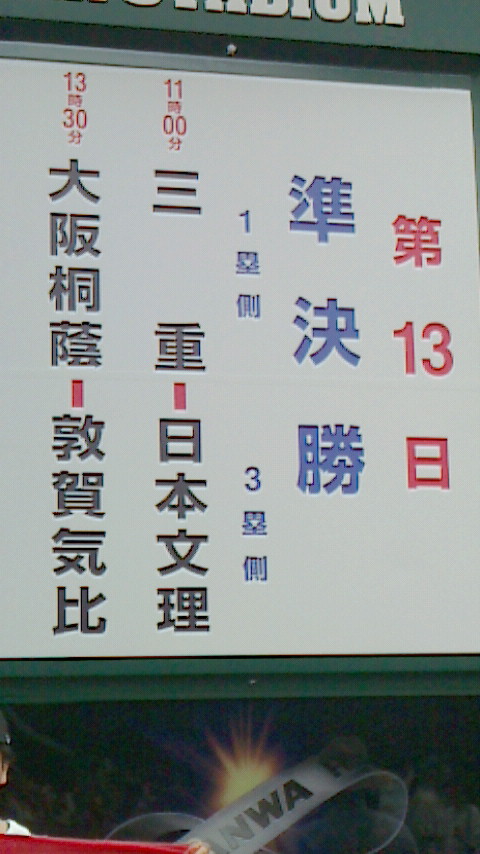 STADIUM
第13日
準決勝
1塁側 3塁側
11時00分 三重-日本文理
13時30分 大阪桐蔭-敦賀気比